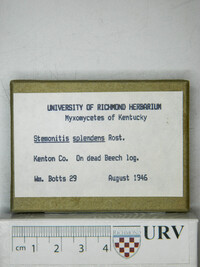 UNIVERSITY OF RICHMOND HERBARIUM
Myxomycetes of Kentucky
Stemonitis splendens Rost.
Kenton Co. On dead Beech log.
Wm. Botts 29 August 1946
cm 1 2 3 4
RICHMOND
URV